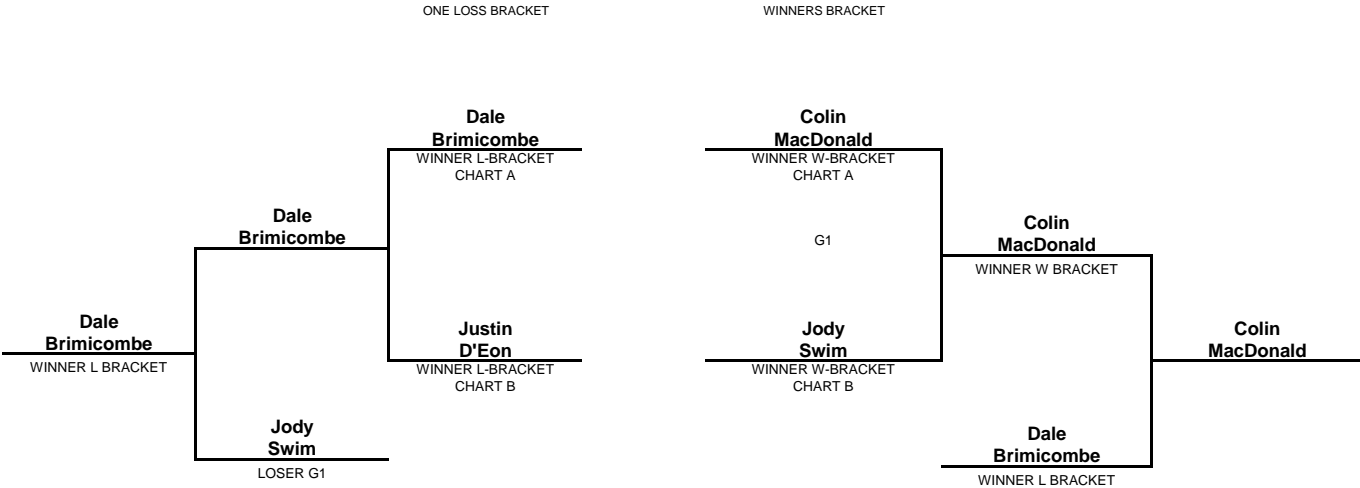 ONE LOSS BRACKET
WINNERS BRACKET
Dale
Brimicombe
WINNER L-BRACKET
CHART A
Colin
MacDonald
WINNER W-BRACKET
CHART A
Dale
Brimicombe
G1
Colin
MacDonald
WINNER W BRACKET
Dale
Brimicombe
WINNER L BRACKET
Justin
D'Eon
WINNER L-BRACKET
CHART B
Jody
Swim
WINNER W-BRACKET
CHART B
Colin
MacDonald
Jody
Swim
LOSER G1
Dale
Brimicombe
WINNER L BRACKET